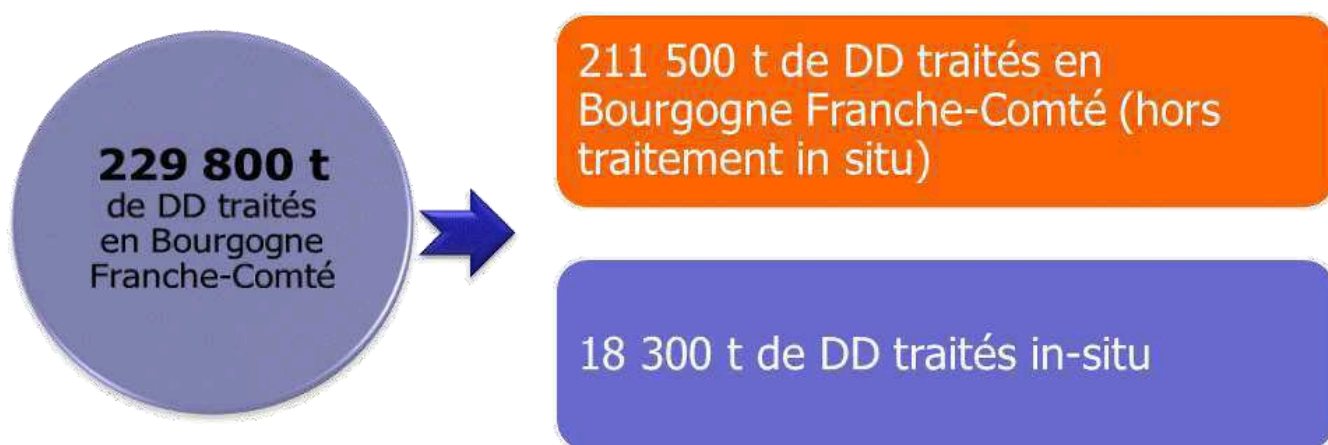 229 800 t
de DD traités
en Bourgogne
Franche-Comté
211 500 t de DD traités en
Bourgogne Franche-Comté (hors
traitement in situ)
18 300 t de DD traités in-situ